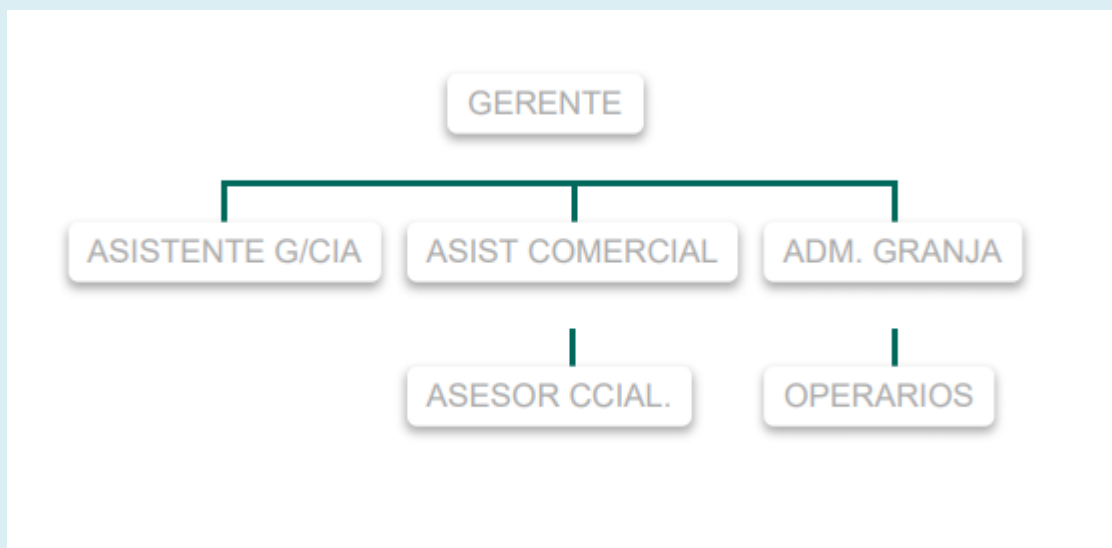 GERENTE
ASISTENTE G/CIA
ASIST COMERCIAL
ADM. GRANJA
ASESOR CCIAL.
OPERARIOS